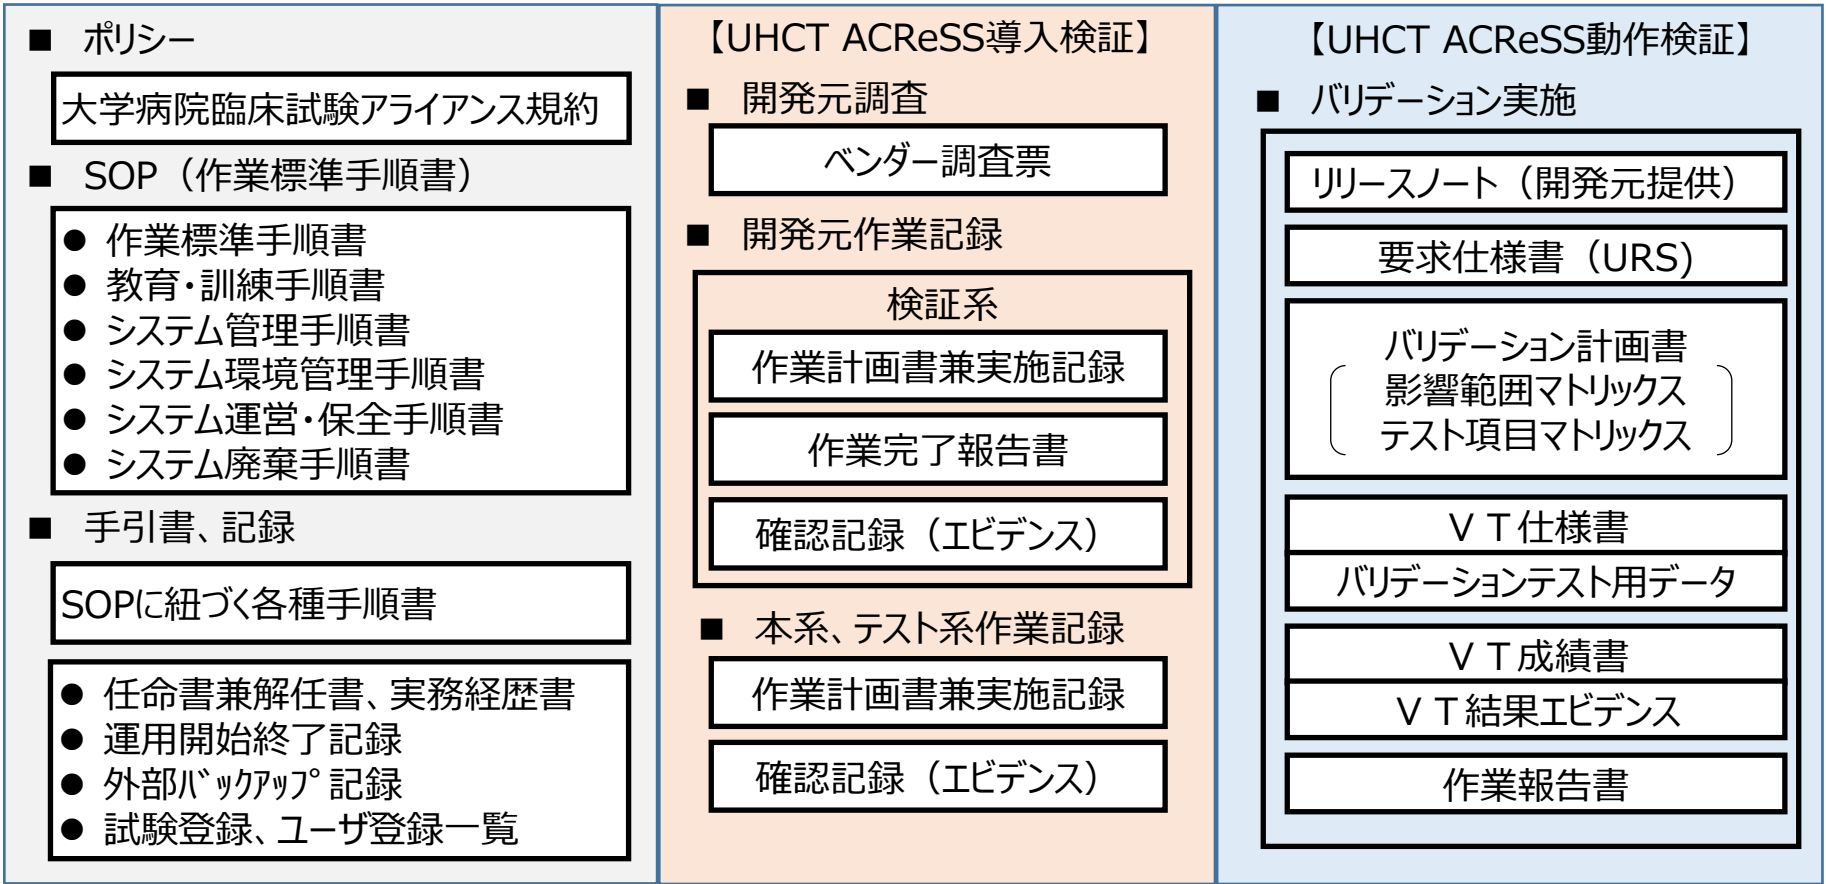 ■ ポリシー
大学病院臨床試験アライアンス規約
■ SOP（作業標準手順書）
● 作業標準手順書
● 教育・訓練手順書
● システム管理手順書
● システム環境管理手順書
● システム運営・保全手順書
● システム廃棄手順書
■ 手引書、記録
SOPに紐づく各種手順書
● 任命書兼解任書、実務経歴書
● 運用開始終了記録
● 外部ﾊﾞｯｸｱｯﾌﾟ記録
● 試験登録、ユーザ登録一覧
【UHCT ACReSS導入検証】
■ 開発元調査
ベンダー調査票
■ 開発元作業記録
検証系
作業計画書兼実施記録
作業完了報告書
確認記録（エビデンス）
■ 本系、テスト系作業記録
作業計画書兼実施記録
確認記録（エビデンス）
【UHCT ACReSS動作検証】
■ バリデーション実施
リリースノート（開発元提供）
要求仕様書（URS)
バリデーション計画書
影響範囲マトリックス
テスト項目マトリックス
ＶＴ仕様書
バリデーションテスト用データ
ＶＴ成績書
ＶＴ結果エビデンス
作業報告書